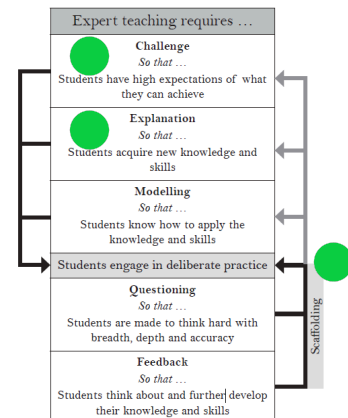 Expert teaching requires …
Challenge
So that …
Students have high expectations of what
they can achieve
Explanation
So that …
Students acquire new knowledge and
skills
Modelling
So that …
Students know how to apply the
knowledge and skills
Students engage in deliberate practice
Questioning
So that …
Students are made to think hard with
breadth, depth and accuracy
Feedback
So that …
Students think about and further develop
their knowledge and skills
Scaffolding